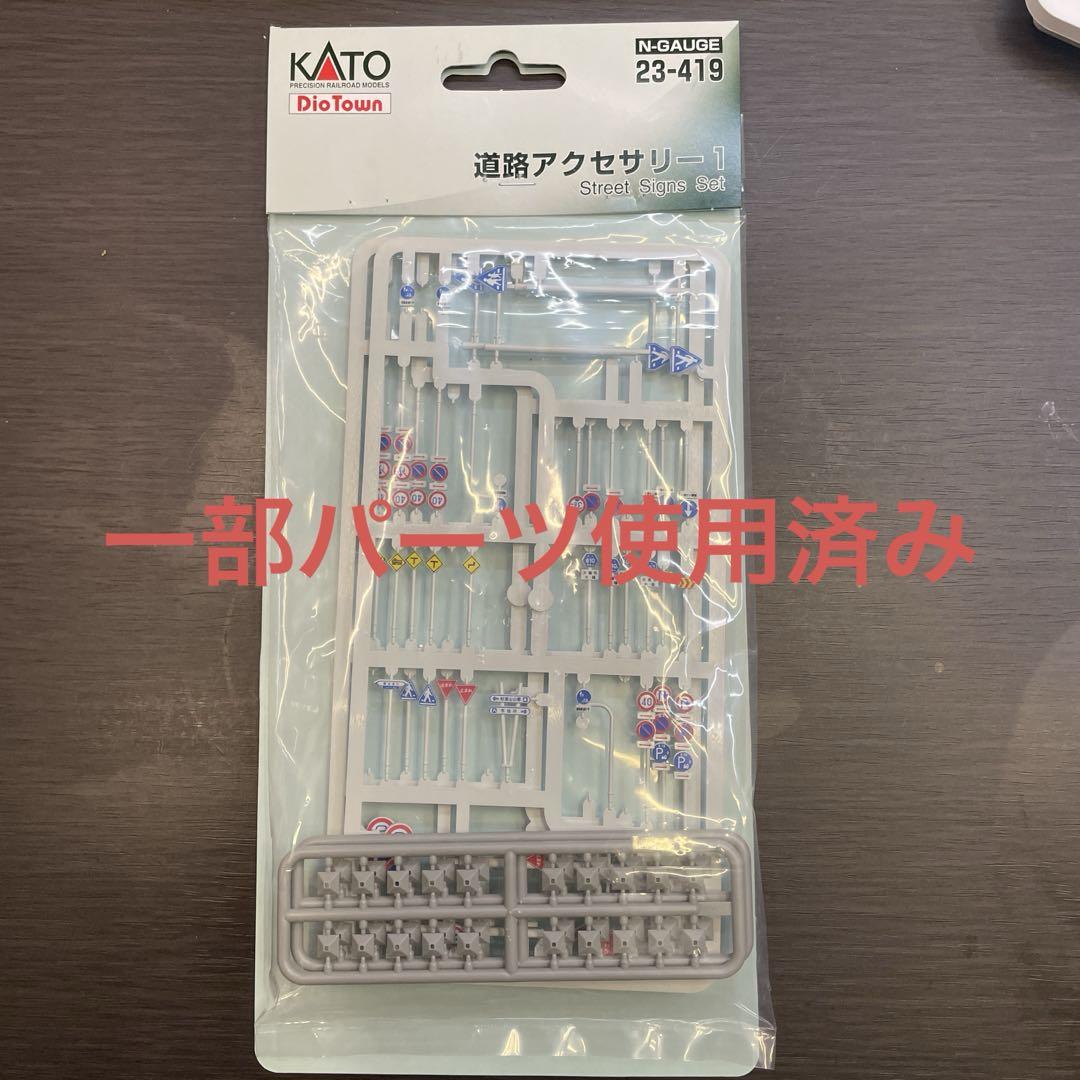 KATO
PRECISION RAILROAD MODELS
DioTown
N-GAUGE
23-419
道路アクセサリー 1
Street Signs Set
一部パーツ使用済み
40